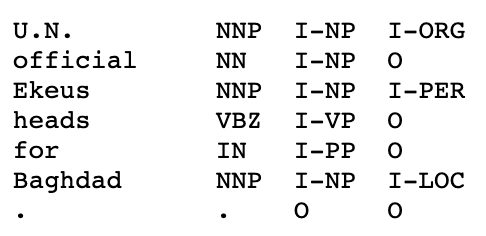 U.N. NNP I-NP I-ORG
official NN I-NP O
Ekeus NNP I-NP I-PER
heads VBZ I-VP O
for IN I-PP O
Baghdad NNP I-NP I-LOC
. . O O